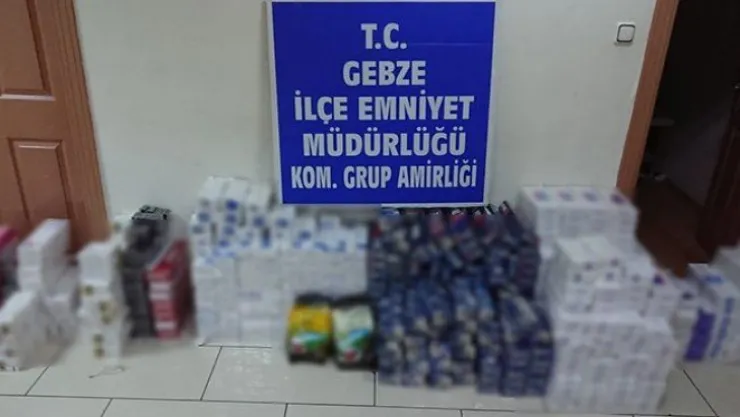 T.C.
GEBZE
İLÇE EMNİYET
MÜDÜRLÜĞÜ
KOM. GRUP AMİRLİĞİ